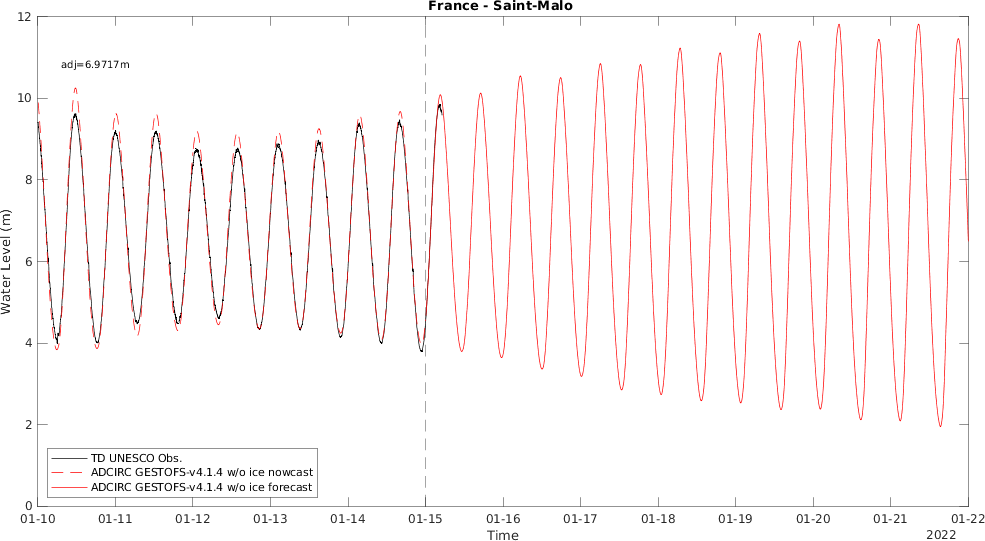 France - Saint-Malo
adj=6.9717m
Water Level (m)
12
10
8
6
4
2
0
TD UNESCO Obs.
ADCIRC GESTOFS-v4.1.4 w/o ice nowcast
ADCIRC GESTOFS-v4.1.4 w/o ice forecast
01-10 01-11 01-12 01-13 01-14 01-15 01-16 01-17 01-18 01-19 01-20 01-21 01-22
Time
2022